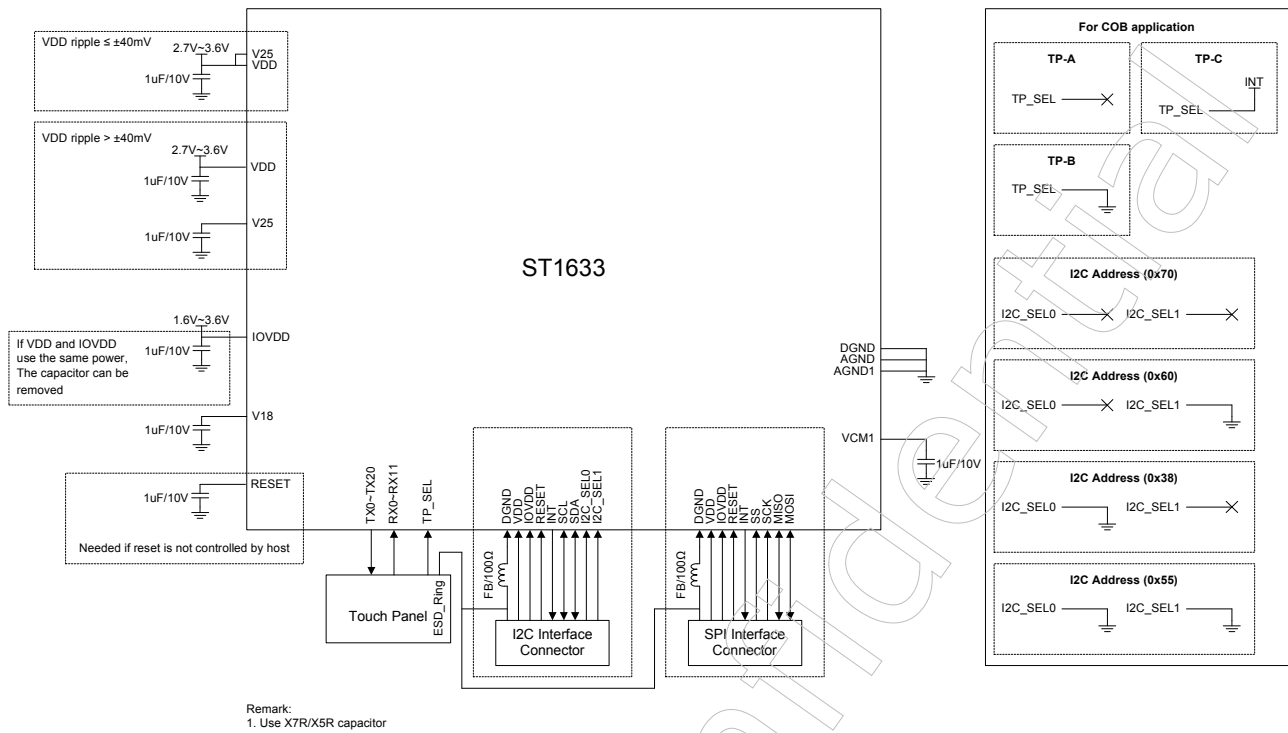 VDD ripple ≤ ±40mV
2.7V~3.6V
V25
VDD
1uF/10V
VDD ripple > ±40mV
2.7V~3.6V
VDD
1uF/10V
V25
1uF/10V
ST1633
1.6V~3.6V
IOVDD
If VDD and IOVDD
use the same power,
The capacitor can be
removed
1uF/10V
V18
1uF/10V
RESET
1uF/10V
Needed if reset is not controlled by host
DGND
AGND
AGND1
VCM1
1uF/10V
TX0~TX20
RX0~RX11
TP_SEL
Touch Panel
ESD_Ring
DGND
VDD
IOVDD
RESET
INT
SCL
SDA
I2C_SEL0
I2C_SEL1
FB/100Ω
I2C Interface
Connector
DGND
VDD
IOVDD
RESET
INT
SS
SCK
MISO
MOSI
FB/100Ω
SPI Interface
Connector
Remark:
1. Use X7R/X5R capacitor
For COB application
TP-A
TP_SEL
TP-C
INT
TP_SEL
TP-B
TP_SEL
I2C Address (0x70)
I2C_SEL0
I2C_SEL1
I2C Address (0x60)
I2C_SEL0
I2C_SEL1
I2C Address (0x38)
I2C_SEL0
I2C_SEL1
I2C Address (0x55)
I2C_SEL0
I2C_SEL1